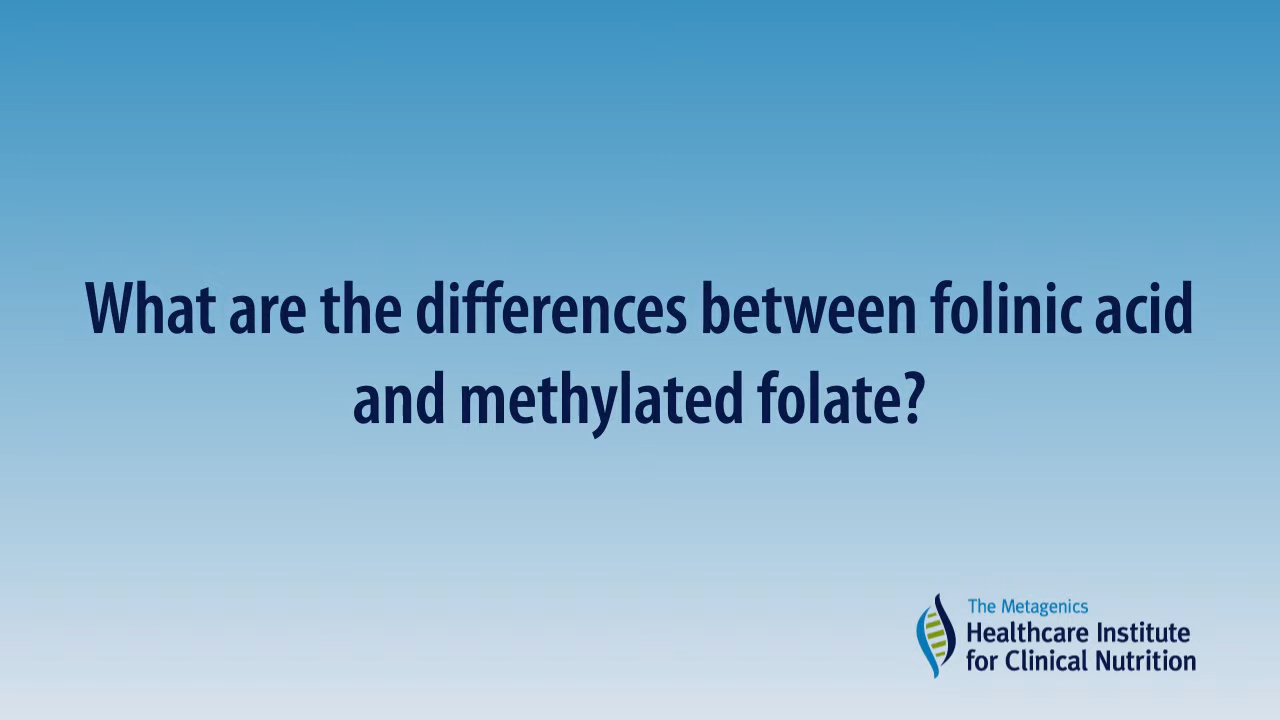 What are the differences between folinic acid
and methylated folate?
The Metagenics
Healthcare Institute
for Clinical Nutrition